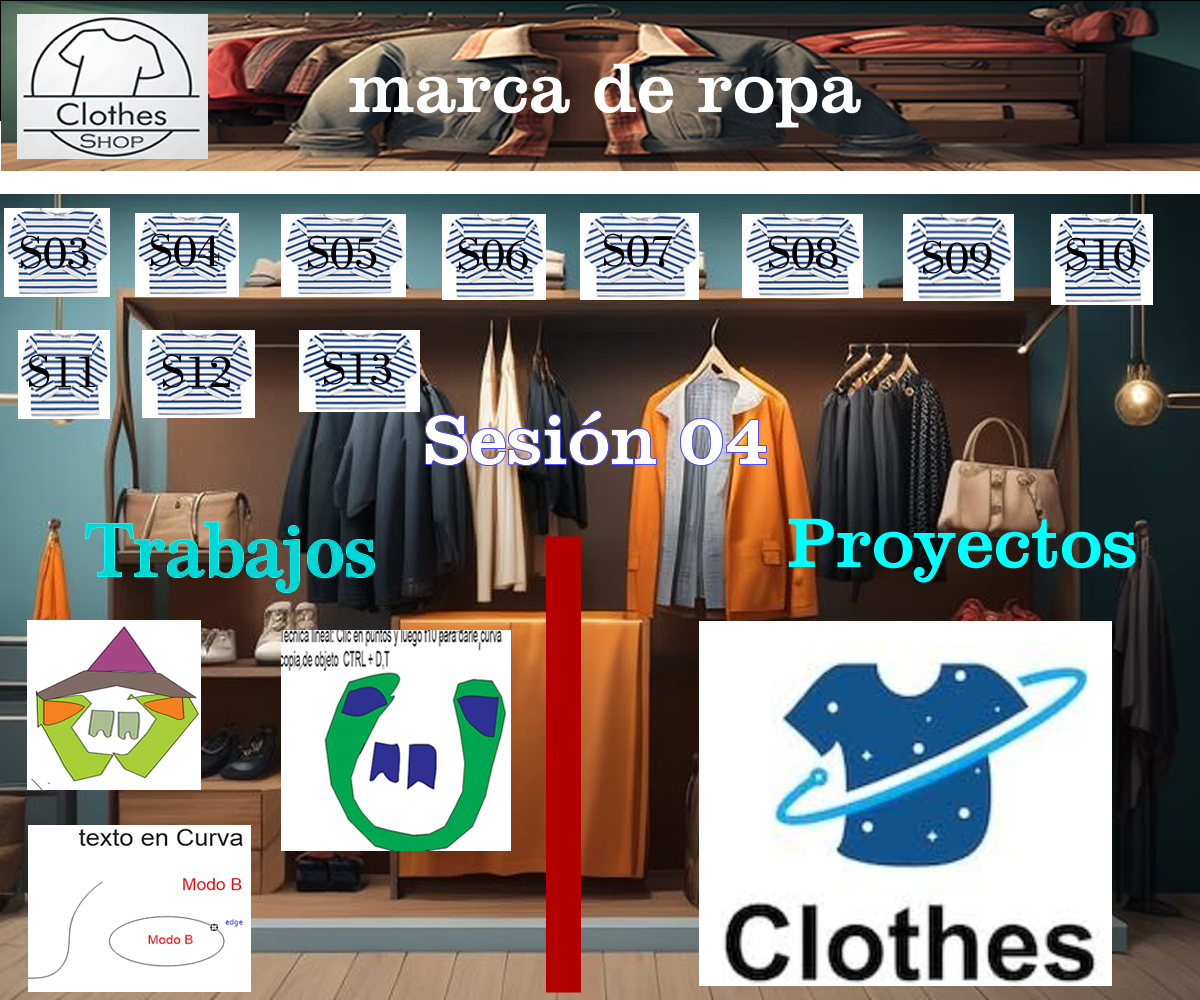 Clothes
SHOP
marca de ropa
S03
S04
S05
S06
S07
S08
S09
S10
S11
S12
S13
Sesión 04
Trabajos
Proyectos
Tecnica lineal: Clic en puntos y luego f10 para darle curva
copia de objeto CTRL + D,T
texto en Curva
Modo B
edge
Modo B
Clothes